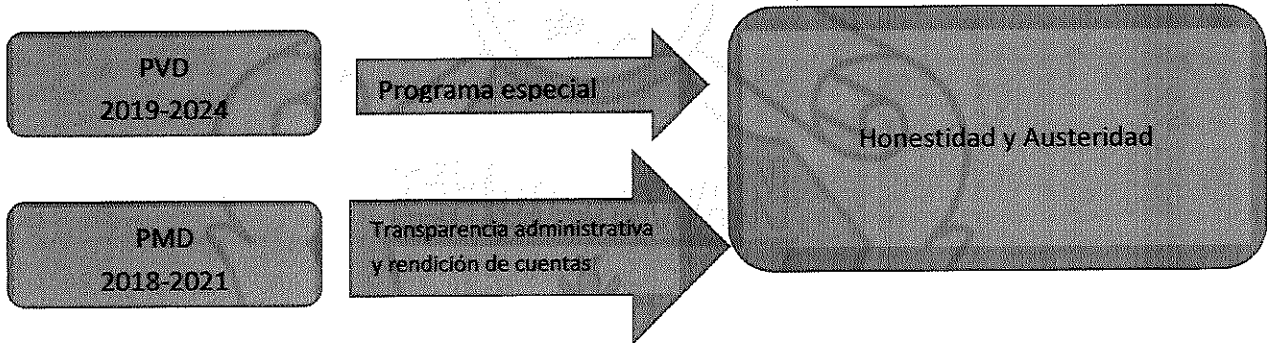 PVD
2019-2024
Programa especial
Honestidad y Austeridad
PMD
2018-2021
Transparencia administrativa
y rendición de cuentas